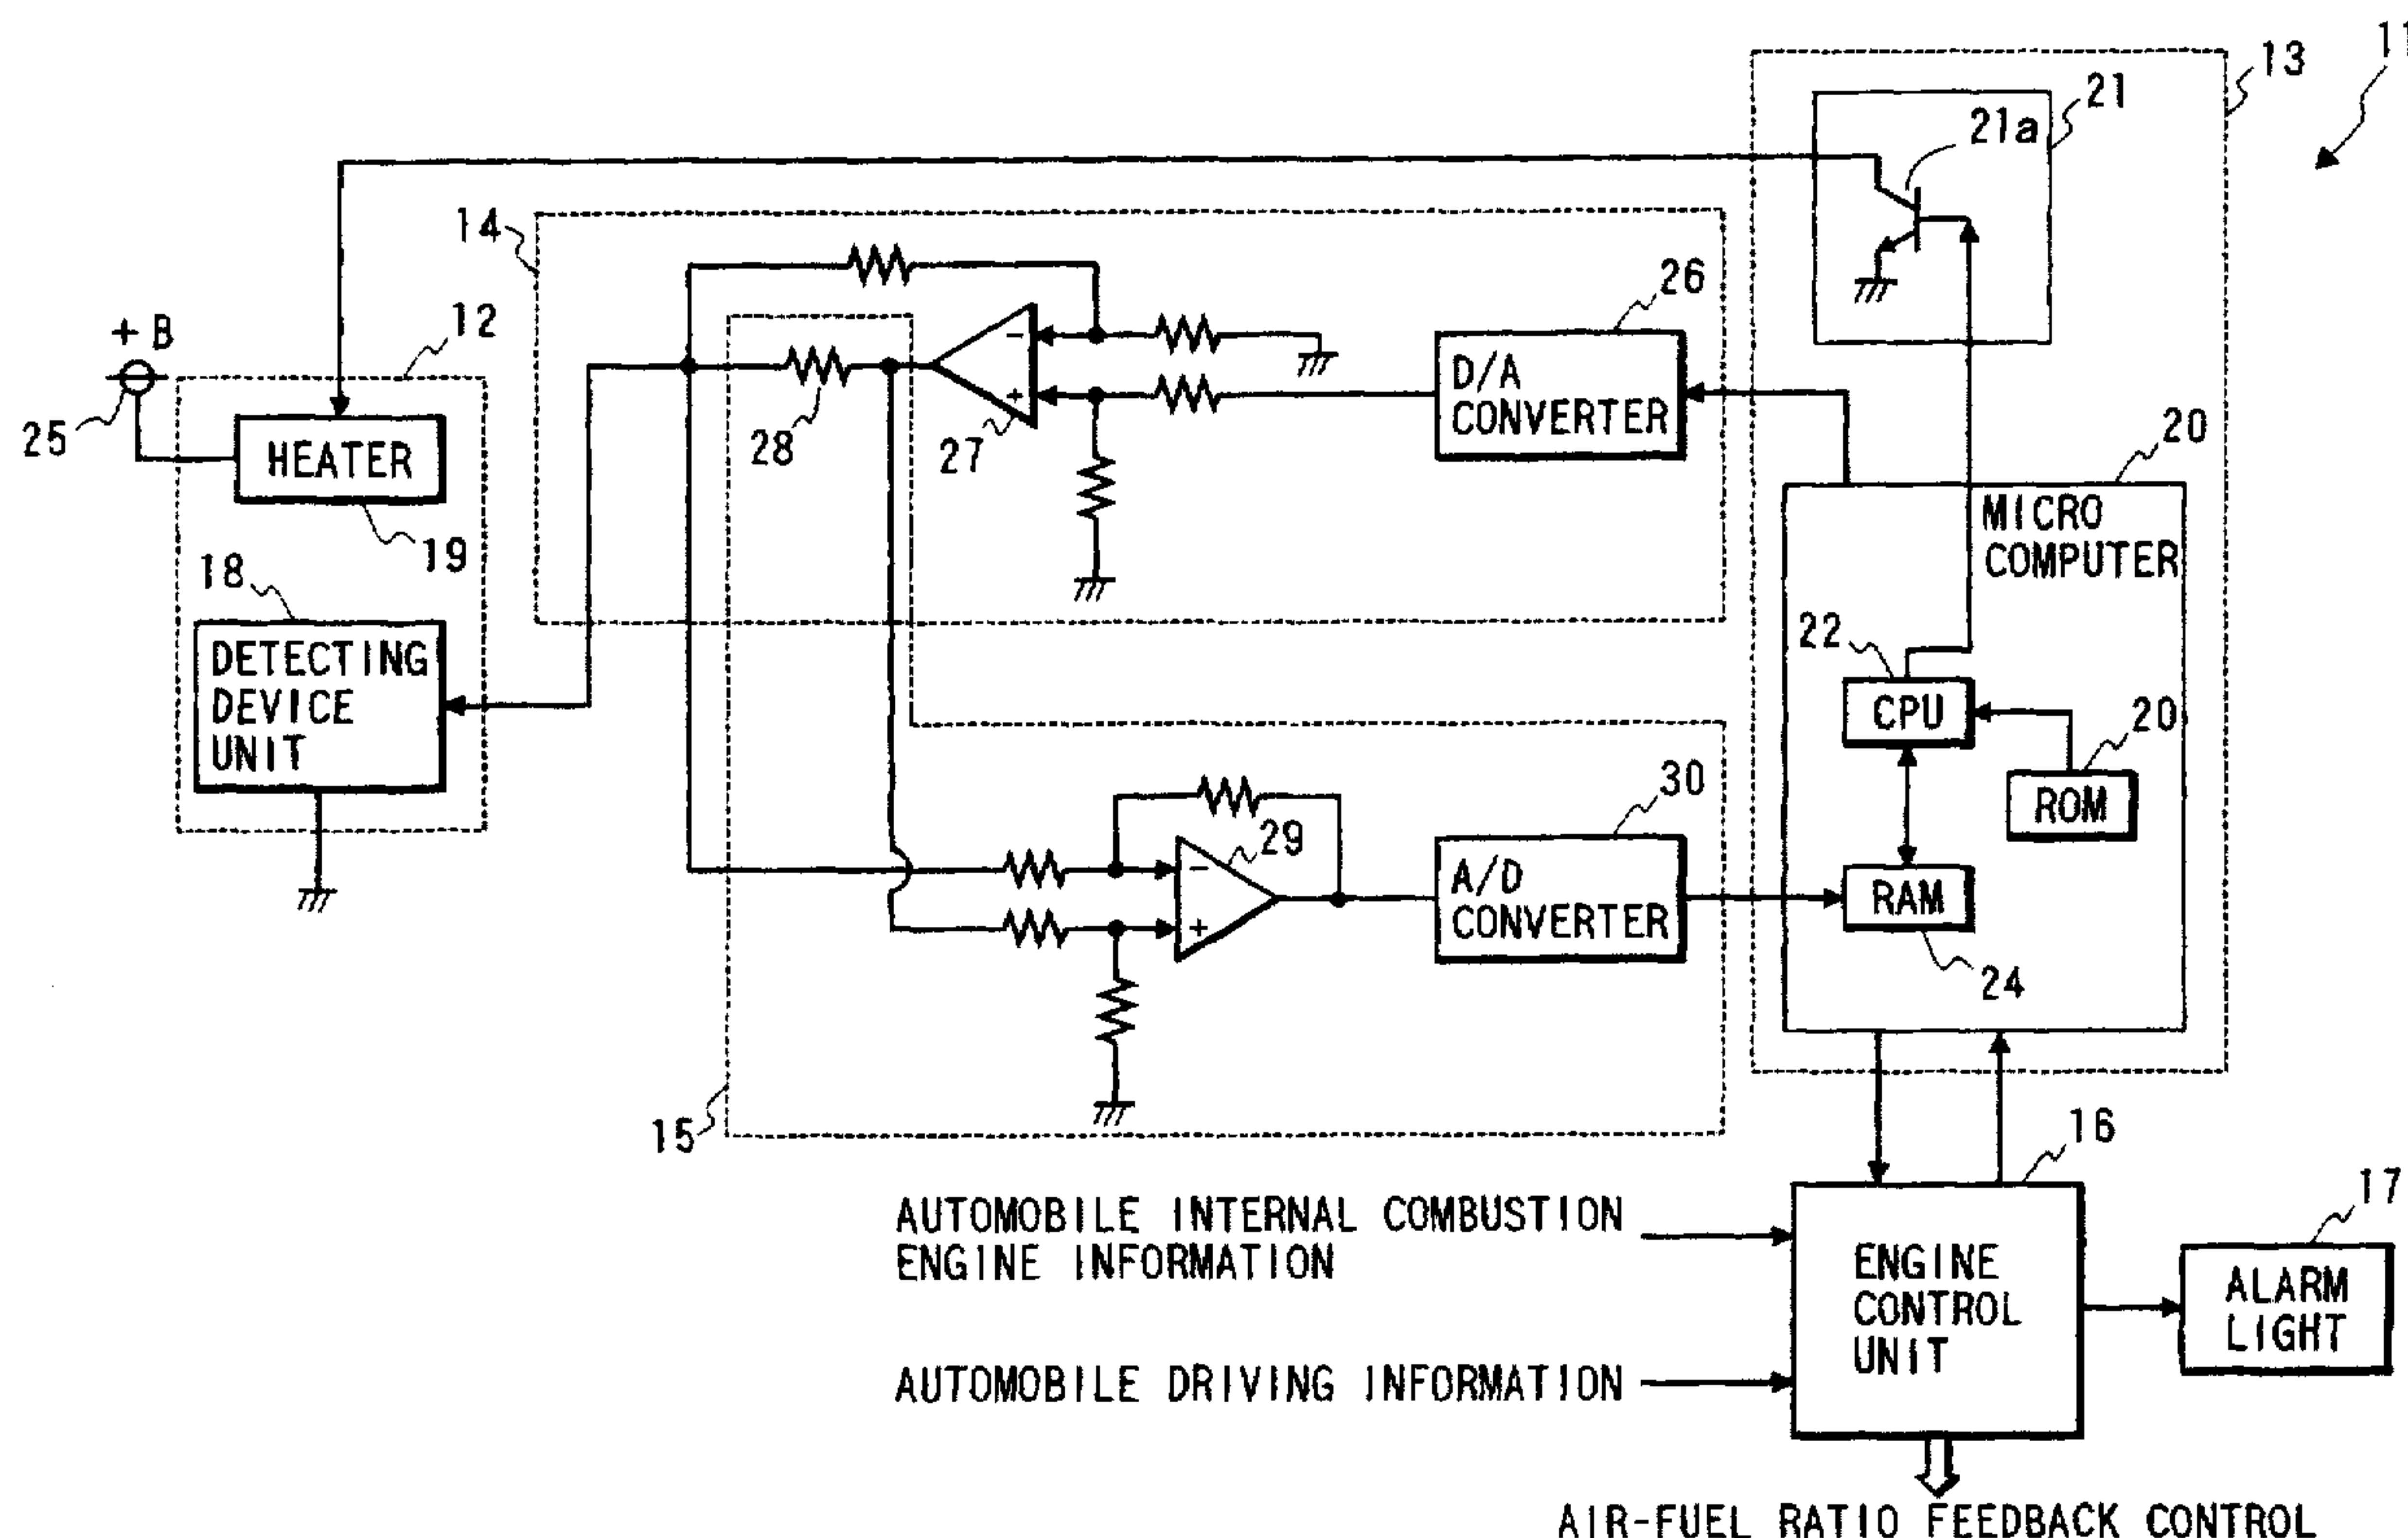 11
13
21
21a
14
26
+ B
12
25
HEATER
19
28
27
-
+
D/A
CONVERTER
20
MICRO
COMPUTER
18
DETECTING
DEVICE
UNIT
22
CPU
20
ROM
30
29
-
+
A/D
CONVERTER
RAM
24
15
16
AUTOMOBILE INTERNAL COMBUSTION
ENGINE INFORMATION
ENGINE
CONTROL
UNIT
17
ALARM
LIGHT
AUTOMOBILE DRIVING INFORMATION
AIR-FUEL RATIO FEEDBACK CONTROL